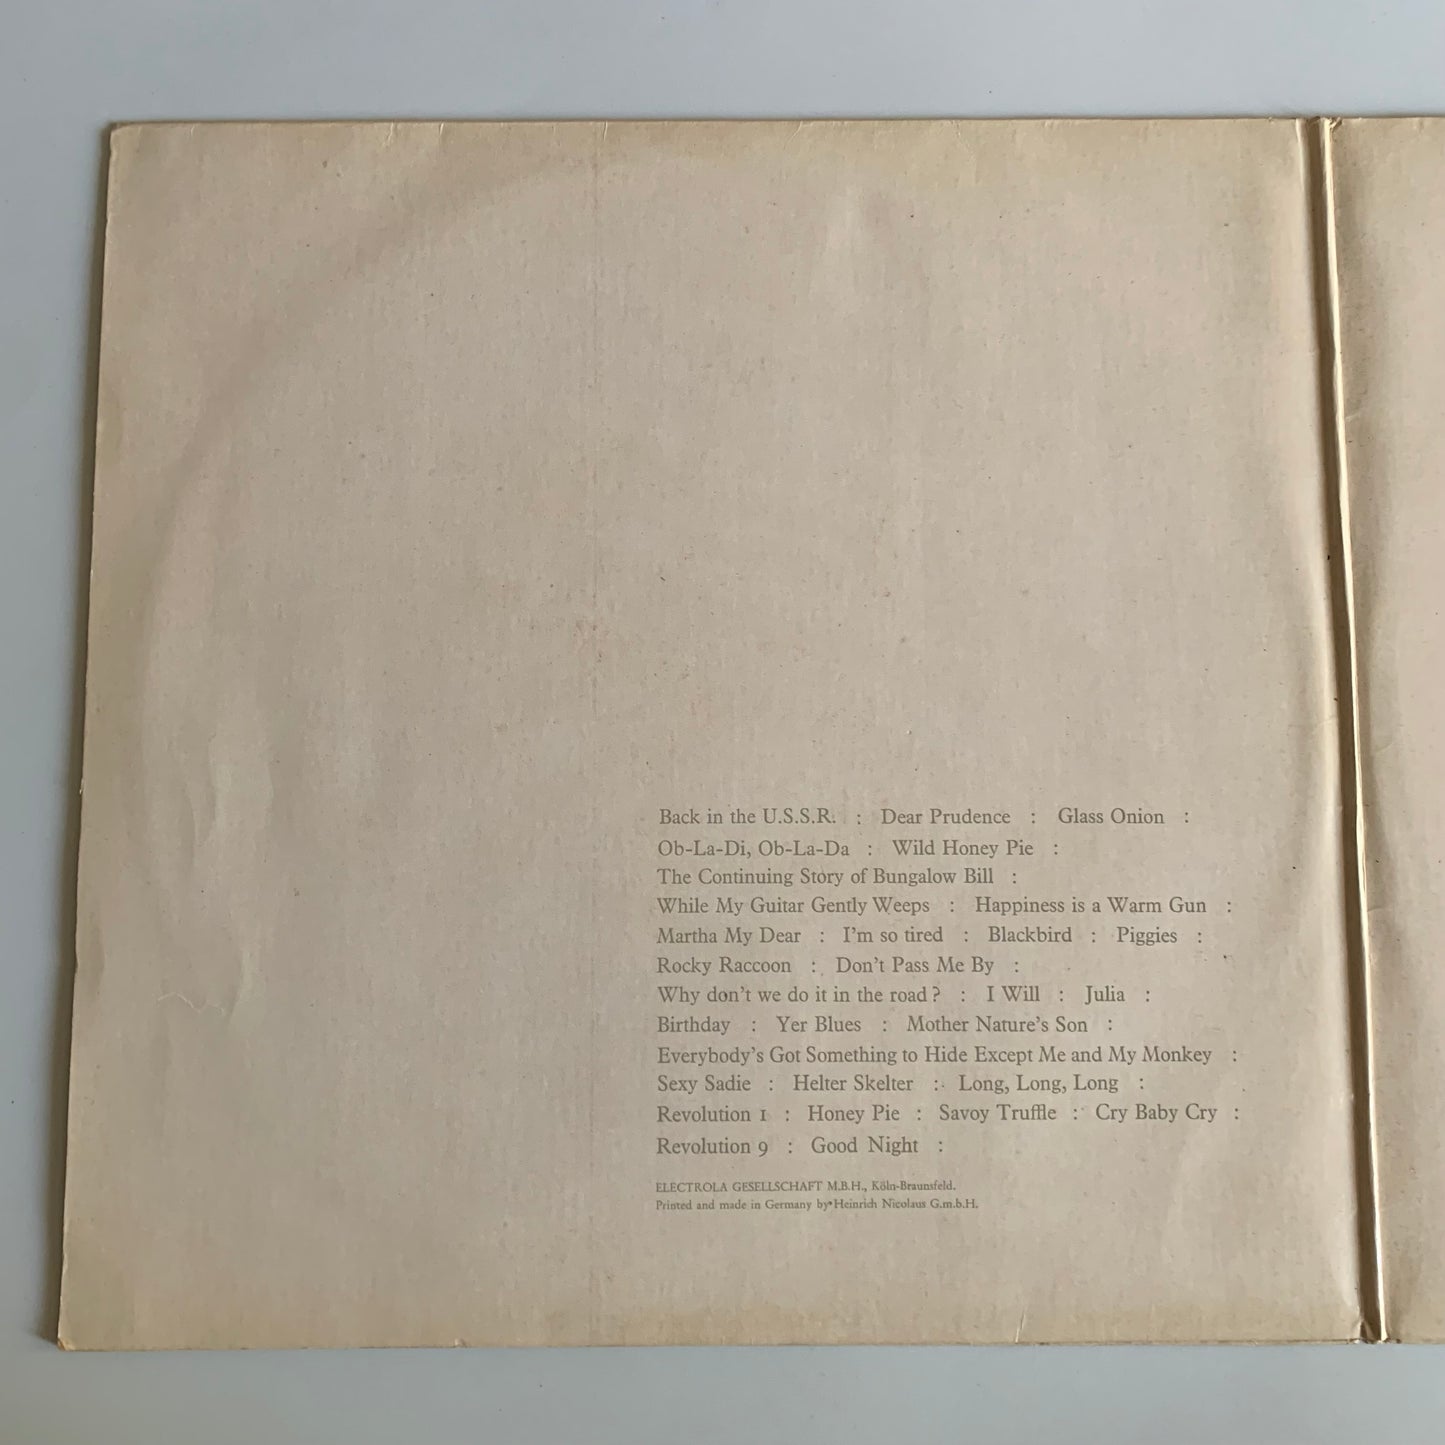 Back in the U.S.S.R. : Dear Prudence : Glass Onion :
Ob-La-Di, Ob-La-Da : Wild Honey Pie :
The Continuing Story of Bungalow Bill :
While My Guitar Gently Weeps : Happiness is a Warm Gun :
Martha My Dear : I'm so tired : Blackbird : Piggies :
Rocky Raccoon : Don't Pass Me By :
Why don't we do it in the road? : I Will : Julia :
Birthday : Yer Blues : Mother Nature's Son :
Everybody's Got Something to Hide Except Me and My Monkey :
Sexy Sadie : Helter Skelter : Long, Long, Long :
Revolution 1 : Honey Pie : Savoy Truffle : Cry Baby Cry :
Revolution 9 : Good Night :
ELECTROLA GESELLSCHAFT M.B.H., Köln-Braunsfeld.
Printed and made in Germany by Heinrich Nicolaus G.m.b.H.